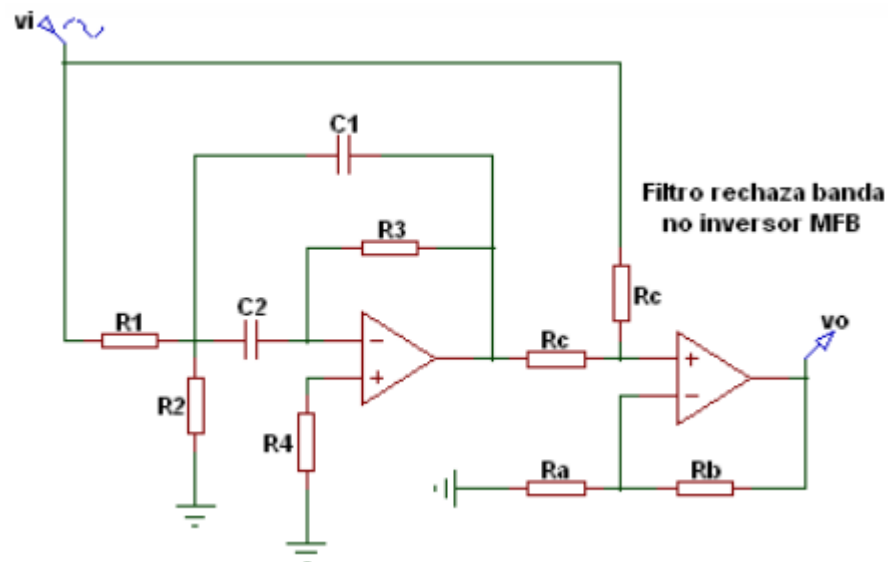 vi
C1
Filtro rechaza banda
no inversor MFB
R3
Rc
C2
R1
Rc
vo
R2
R4
Ra
Rb